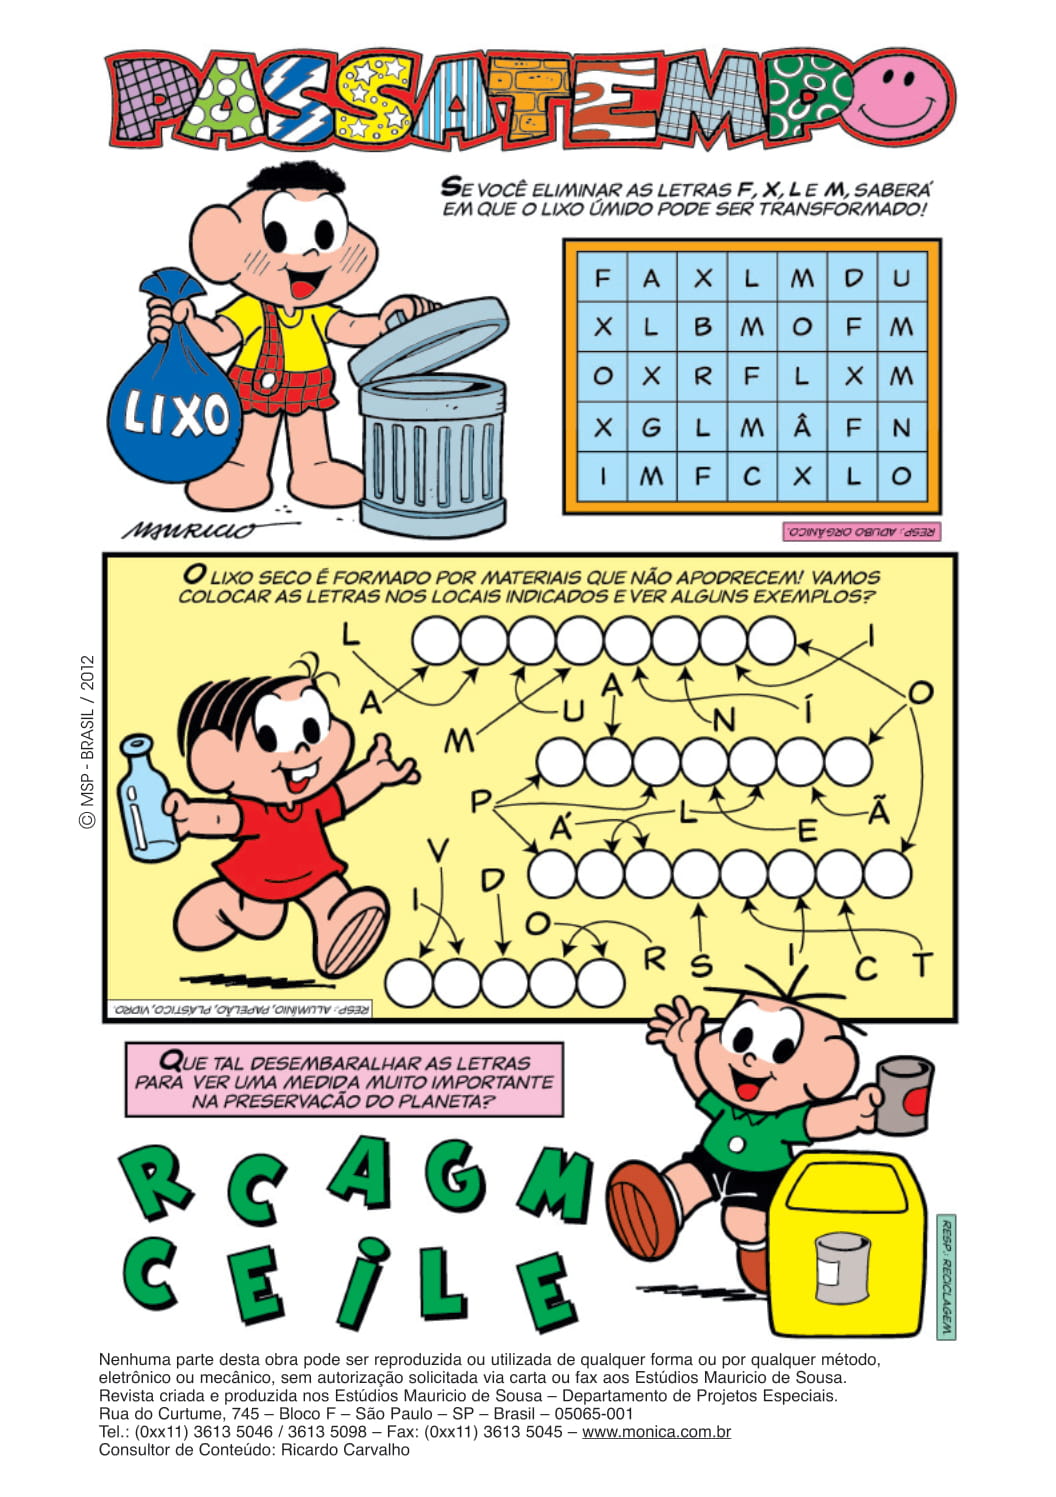 PASSATEMPO
SE VOCÊ ELIMINAR AS LETRAS F, X, L E M, SABERÁ
EM QUE O LIXO ÚMIDO PODE SER TRANSFORMADO!
F A X L M D U
X L B M O F M
O X R F L X M
X G L M Â F N
I M F C X L O
LIXO
MAURICIO
RESP.: ADUBO ORGÂNICO.
O LIXO SECO É FORMADO POR MATERIAIS QUE NÃO APODRECEM! VAMOS
COLOCAR AS LETRAS NOS LOCAIS INDICADOS E VER ALGUNS EXEMPLOS?
L I
A U A N Í O
M
P Á L E Ã
V
I D O
R S I C T
RESP.: ALUMÍNIO, PAPELÃO, PLÁSTICO, VIDRO.
© MSP - BRASIL / 2012
QUE TAL DESEMBARALHAR AS LETRAS
PARA VER UMA MEDIDA MUITO IMPORTANTE
NA PRESERVAÇÃO DO PLANETA?
R C A G M
C E i L E
RESP.: RECICLAGEM.
Nenhuma parte desta obra pode ser reproduzida ou utilizada de qualquer forma ou por qualquer método,
eletrônico ou mecânico, sem autorização solicitada via carta ou fax aos Estúdios Mauricio de Sousa.
Revista criada e produzida nos Estúdios Mauricio de Sousa – Departamento de Projetos Especiais.
Rua do Curtume, 745 – Bloco F – São Paulo – SP – Brasil – 05065-001
Tel.: (0xx11) 3613 5046 / 3613 5098 – Fax: (0xx11) 3613 5045 – www.monica.com.br
Consultor de Conteúdo: Ricardo Carvalho